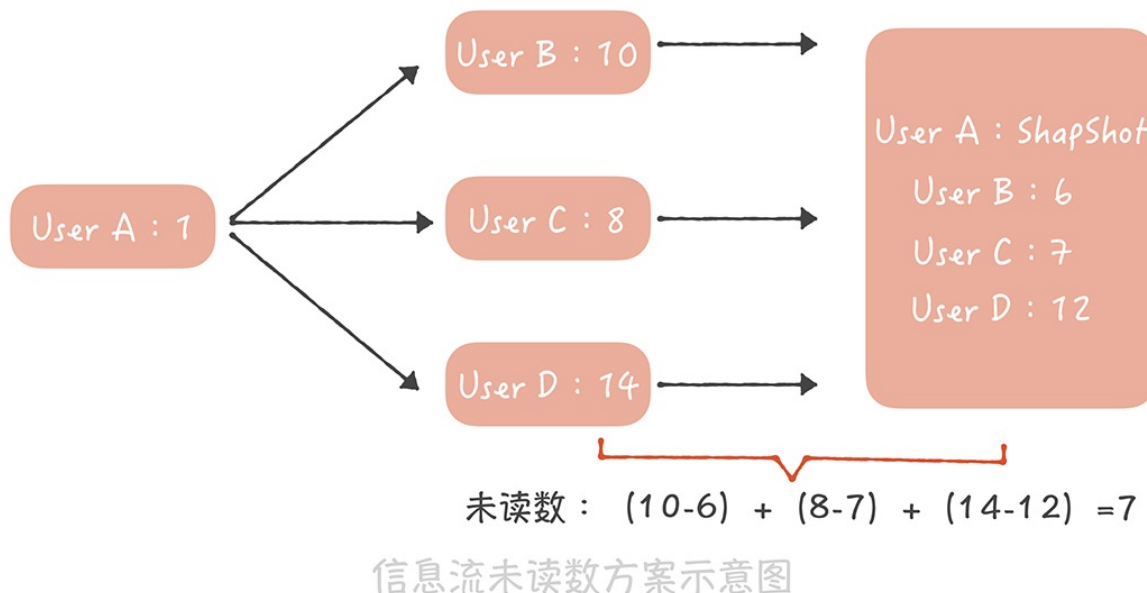 User B : 10
User A : 1
User C : 8
User D : 14
User A : ShapShot
User B : 6
User C : 7
User D : 12
未读数： (10-6) + (8-7) + (14-12) =7
信息流未读数方案示意图